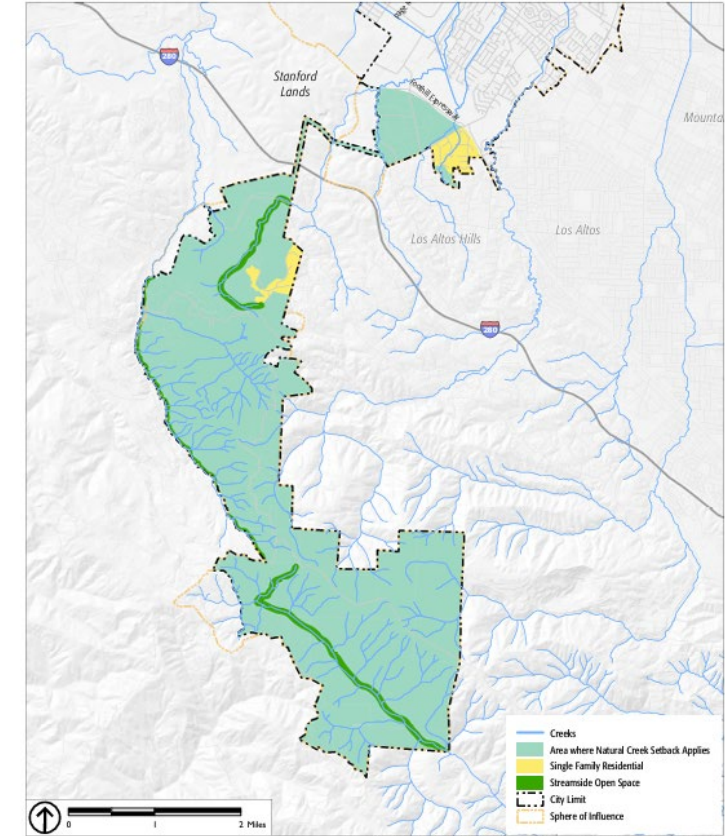 280
Stanford
Lands
Foothill Expressway
Mounta
Los Altos Hills
Los Altos
280
Creeks
Area where Natural Creek Setback Applies
Single Family Residential
Streamside Open Space
City Limit
Sphere of Influence
0 1 2 Miles